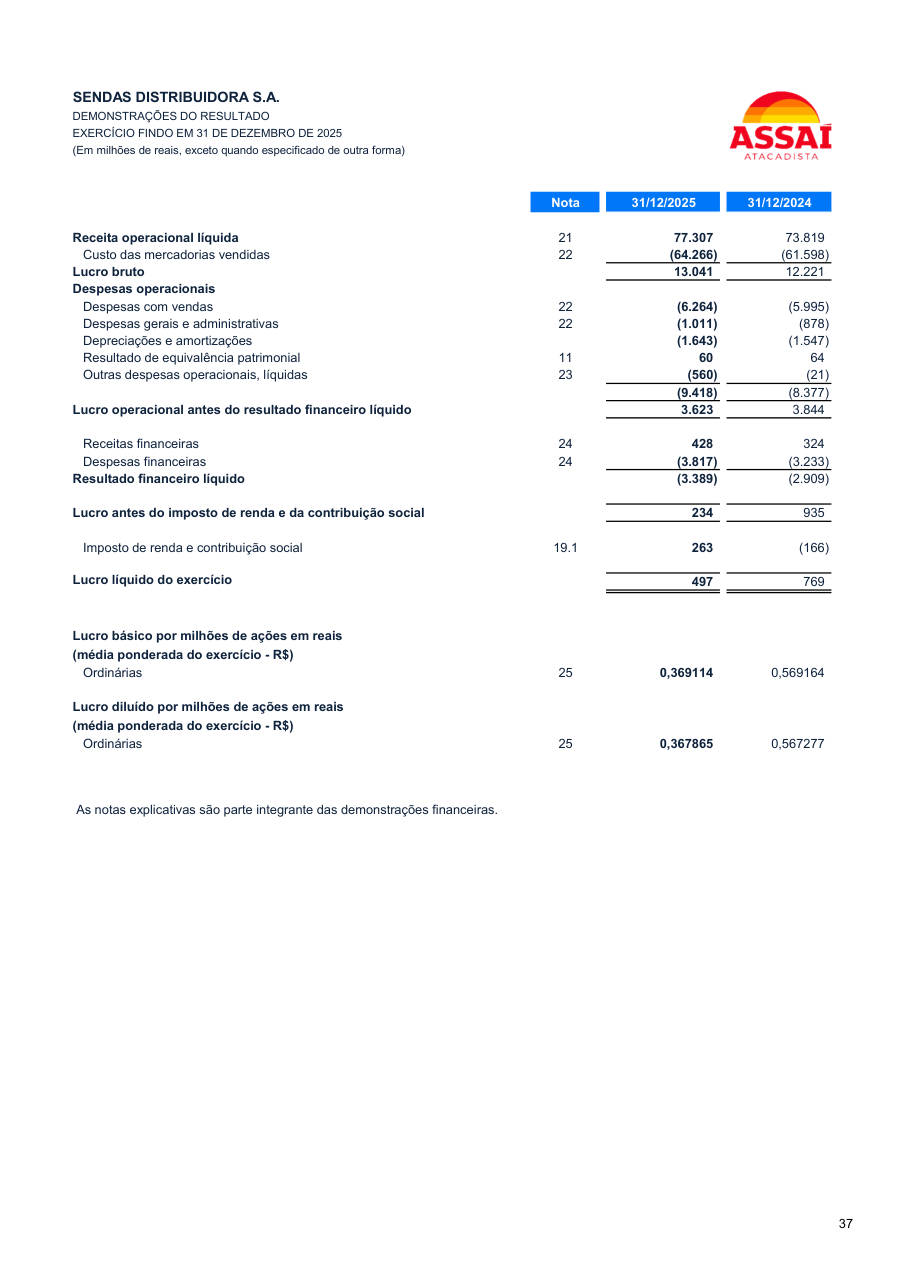 SENDAS DISTRIBUIDORA S.A.
DEMONSTRAÇÕES DO RESULTADO
EXERCÍCIO FINDO EM 31 DE DEZEMBRO DE 2025
(Em milhões de reais, exceto quando especificado de outra forma)
ASSAÍ
ATACADISTA
Nota 31/12/2025 31/12/2024
Receita operacional líquida 21 77.307 73.819
Custo das mercadorias vendidas 22 (64.266) (61.598)
Lucro bruto 13.041 12.221
Despesas operacionais
Despesas com vendas 22 (6.264) (5.995)
Despesas gerais e administrativas 22 (1.011) (878)
Depreciações e amortizações (1.643) (1.547)
Resultado de equivalência patrimonial 11 60 64
Outras despesas operacionais, líquidas 23 (560) (21)
(9.418) (8.377)
Lucro operacional antes do resultado financeiro líquido 3.623 3.844
Receitas financeiras 24 428 324
Despesas financeiras 24 (3.817) (3.233)
Resultado financeiro líquido (3.389) (2.909)
Lucro antes do imposto de renda e da contribuição social 234 935
Imposto de renda e contribuição social 19.1 263 (166)
Lucro líquido do exercício 497 769
Lucro básico por milhões de ações em reais
(média ponderada do exercício - R$)
Ordinárias 25 0,369114 0,569164
Lucro diluído por milhões de ações em reais
(média ponderada do exercício - R$)
Ordinárias 25 0,367865 0,567277
As notas explicativas são parte integrante das demonstrações financeiras.
37